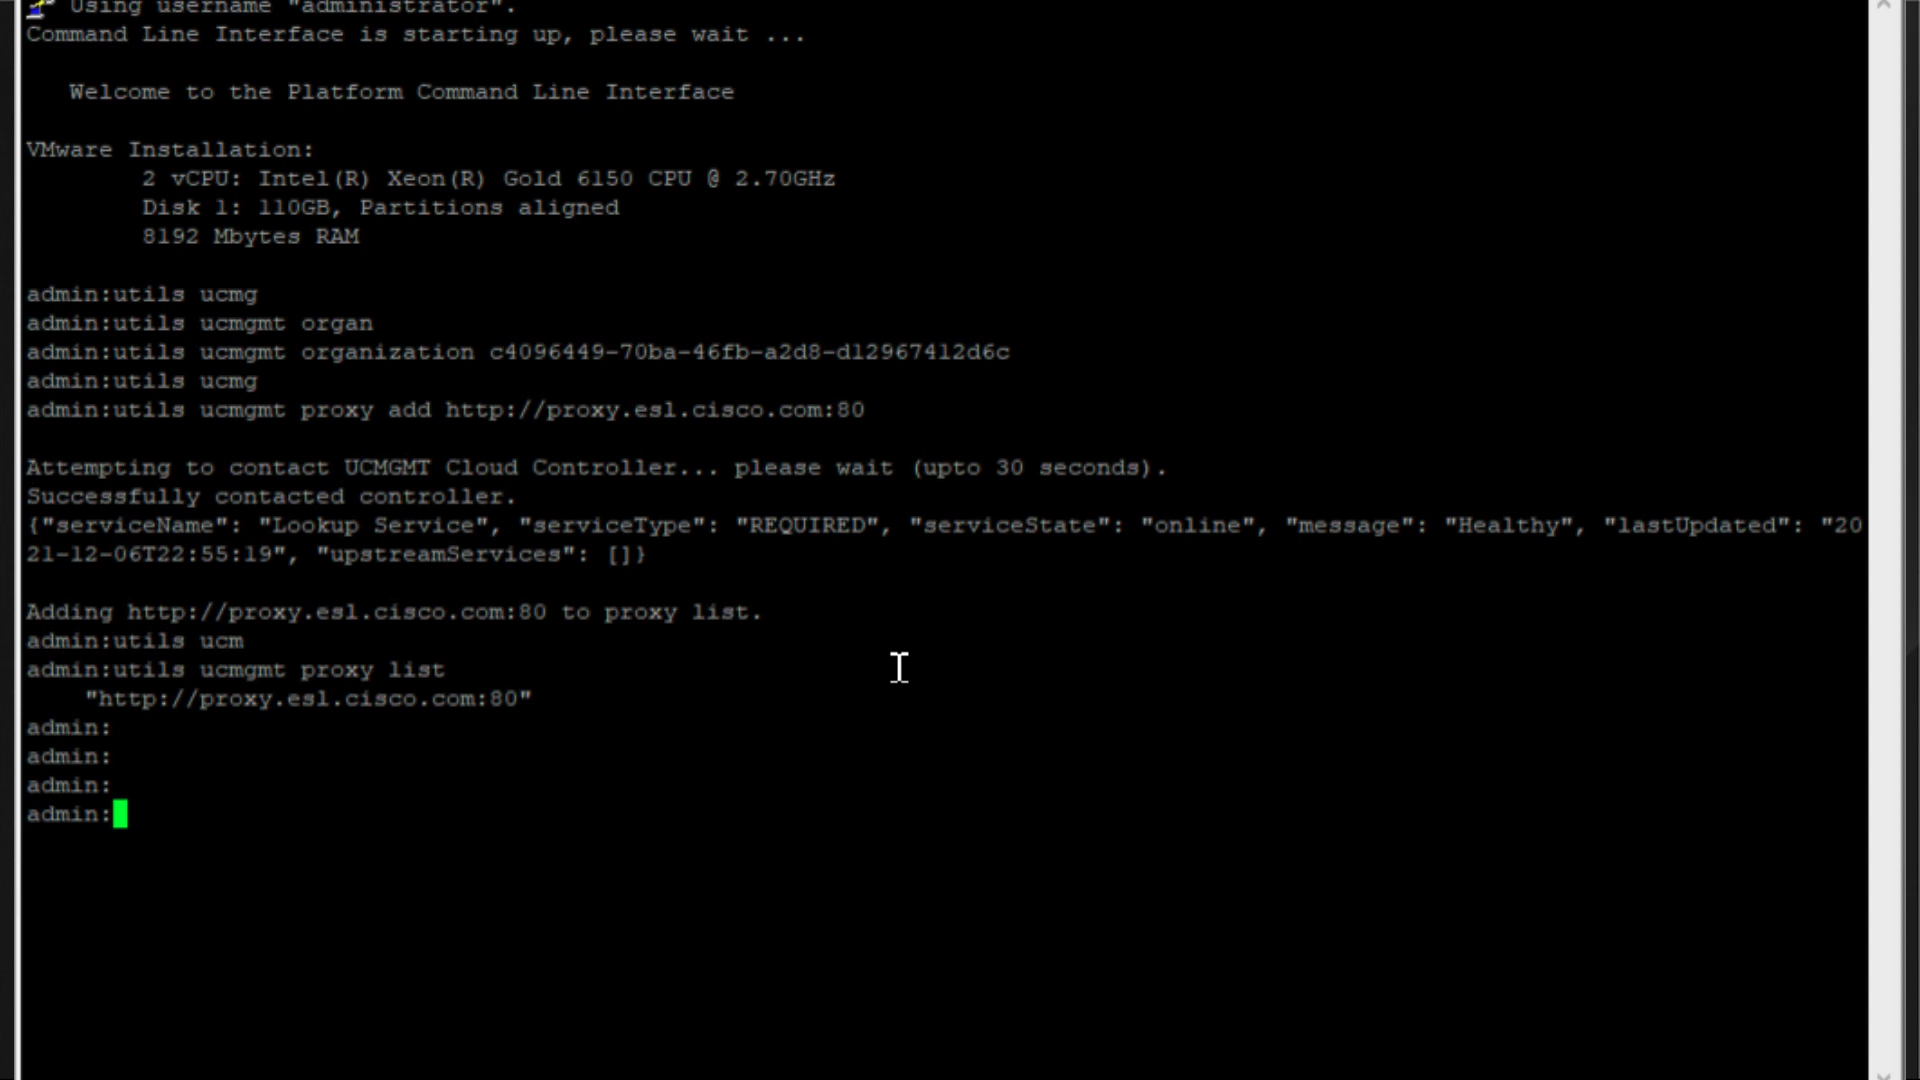 Using username "administrator".
Command Line Interface is starting up, please wait ...
Welcome to the Platform Command Line Interface
VMware Installation:
2 vCPU: Intel(R) Xeon(R) Gold 6150 CPU @ 2.70GHz
Disk 1: 110GB, Partitions aligned
8192 Mbytes RAM
admin:utils ucmg
admin:utils ucmgmt organ
admin:utils ucmgmt organization c4096449-70ba-46fb-a2d8-d12967412d6c
admin:utils ucmg
admin:utils ucmgmt proxy add http://proxy.esl.cisco.com:80
Attempting to contact UCMGMT Cloud Controller... please wait (upto 30 seconds).
Successfully contacted controller.
{"serviceName": "Lookup Service", "serviceType": "REQUIRED", "serviceState": "online", "message": "Healthy", "lastUpdated": "20
21-12-06T22:55:19", "upstreamServices": []}
Adding http://proxy.esl.cisco.com:80 to proxy list.
admin:utils ucm
admin:utils ucmgmt proxy list
"http://proxy.esl.cisco.com:80"
admin:
admin:
admin:
admin: